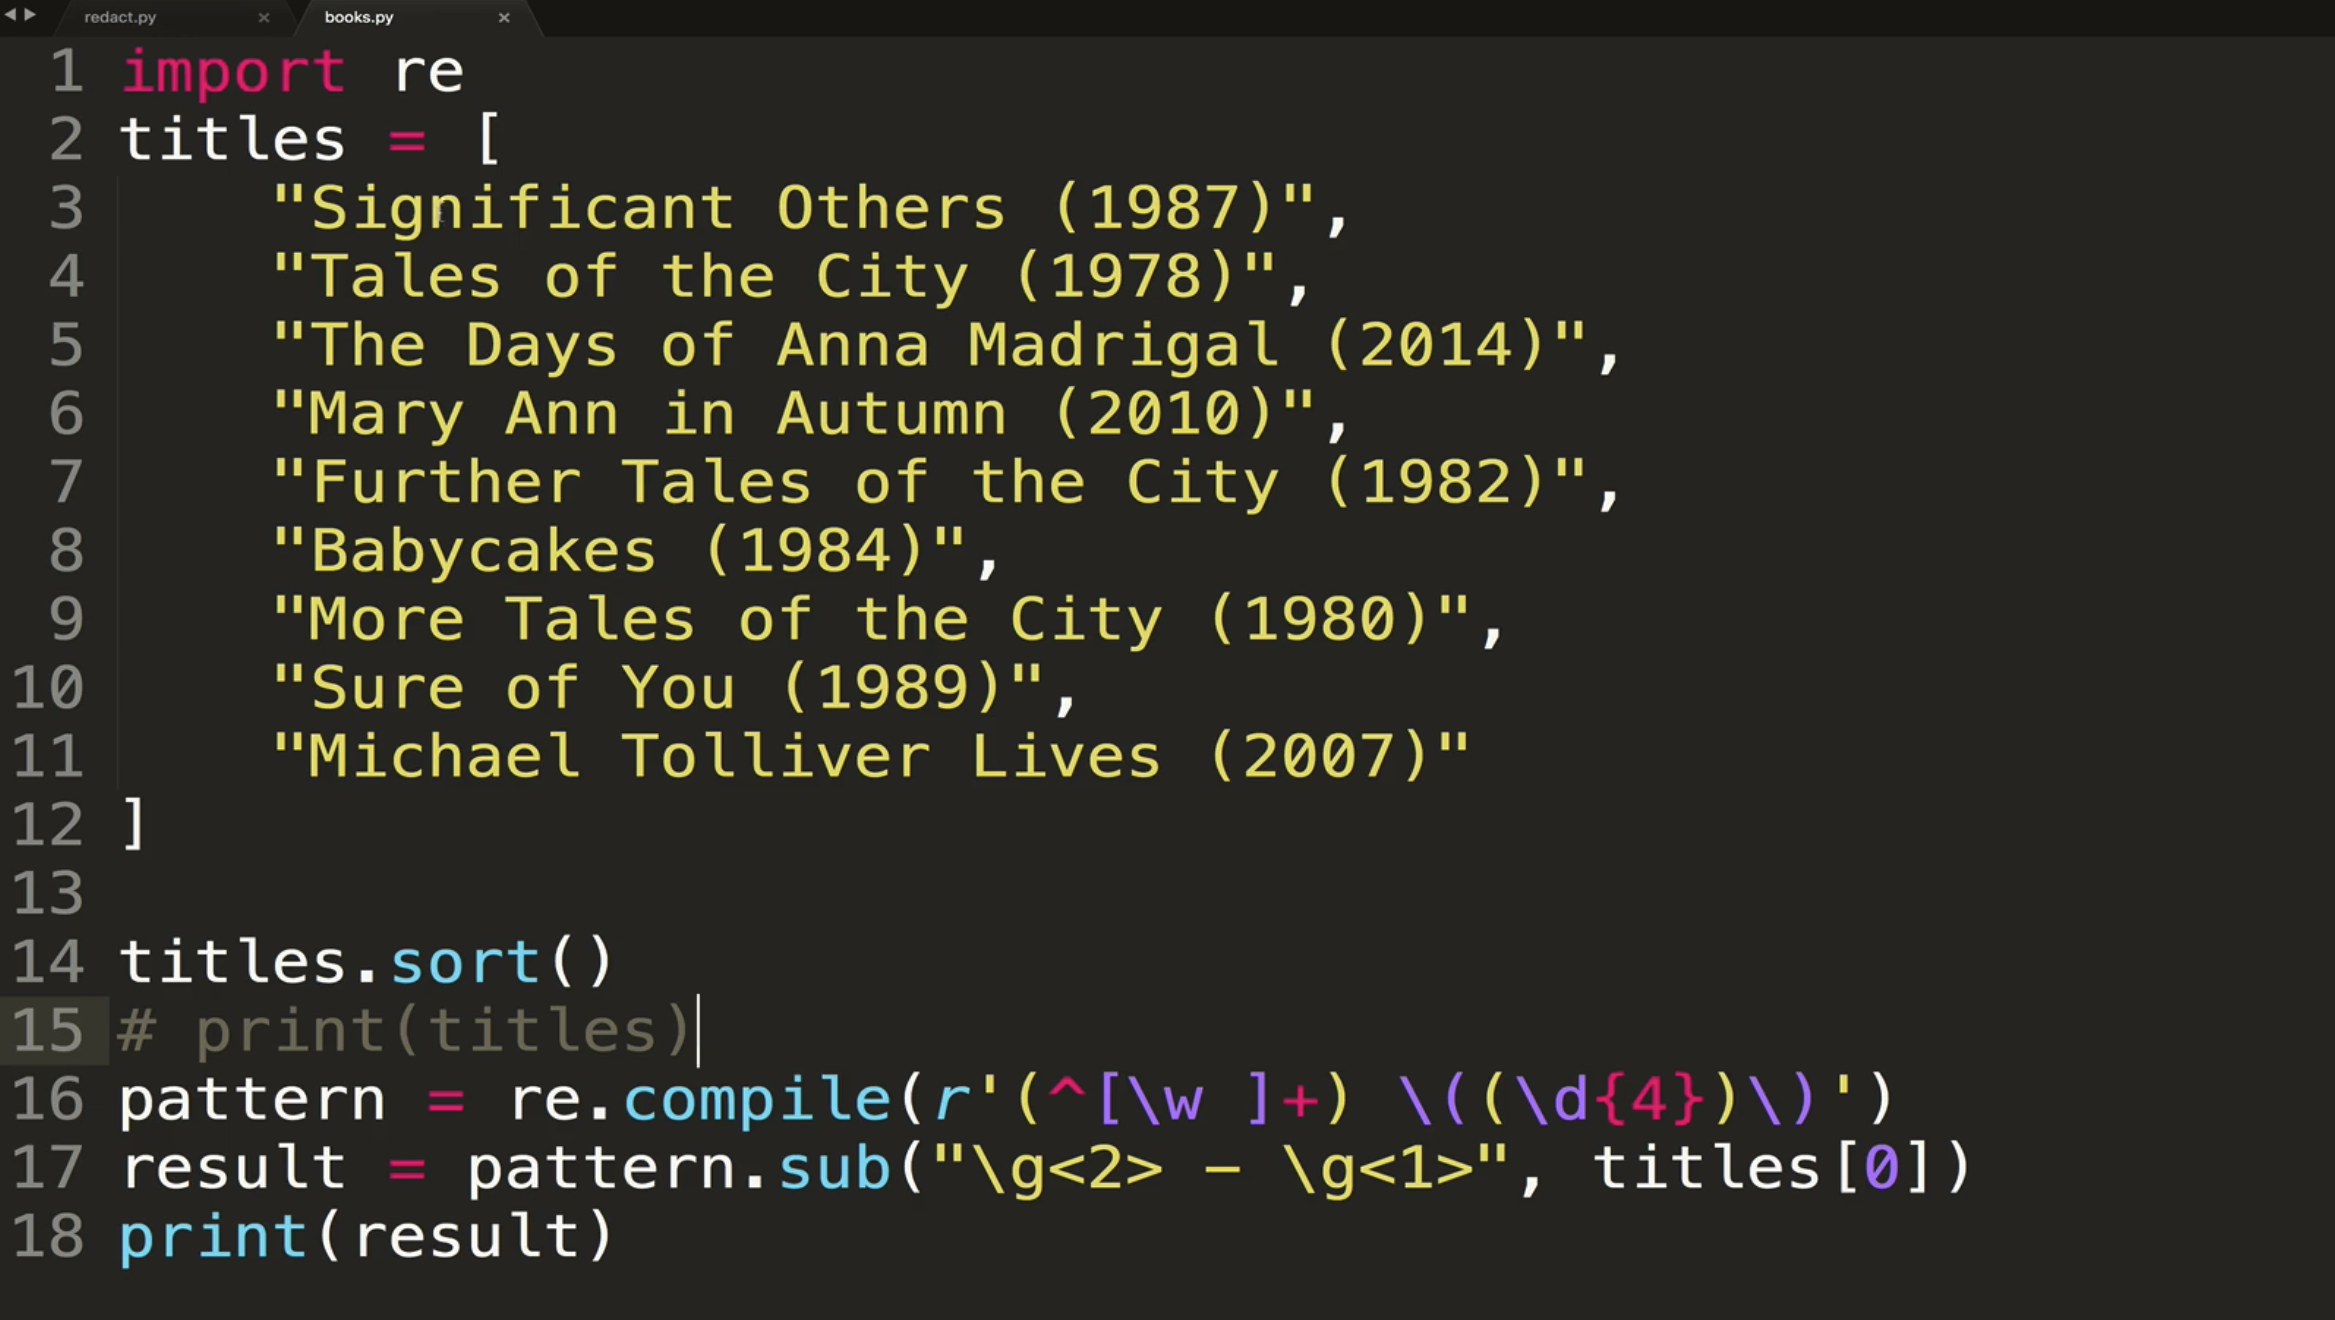 redact.py × books.py ×
1 import re
2 titles = [
3     "Significant Others (1987)",
4     "Tales of the City (1978)",
5     "The Days of Anna Madrigal (2014)",
6     "Mary Ann in Autumn (2010)",
7     "Further Tales of the City (1982)",
8     "Babycakes (1984)",
9     "More Tales of the City (1980)",
10     "Sure of You (1989)",
11     "Michael Tolliver Lives (2007)"
12 ]
13
14 titles.sort()
15 # print(titles)
16 pattern = re.compile(r'(^[\w ]+) \((\d{4})\)')
17 result = pattern.sub("\g<2> - \g<1>", titles[0])
18 print(result)